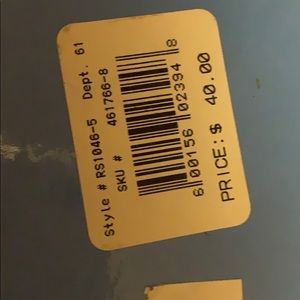 Style # RS1046-5 Dept. 61
SKU # 461766-8
6 00156 02394 8
PRICE:$ 40.00